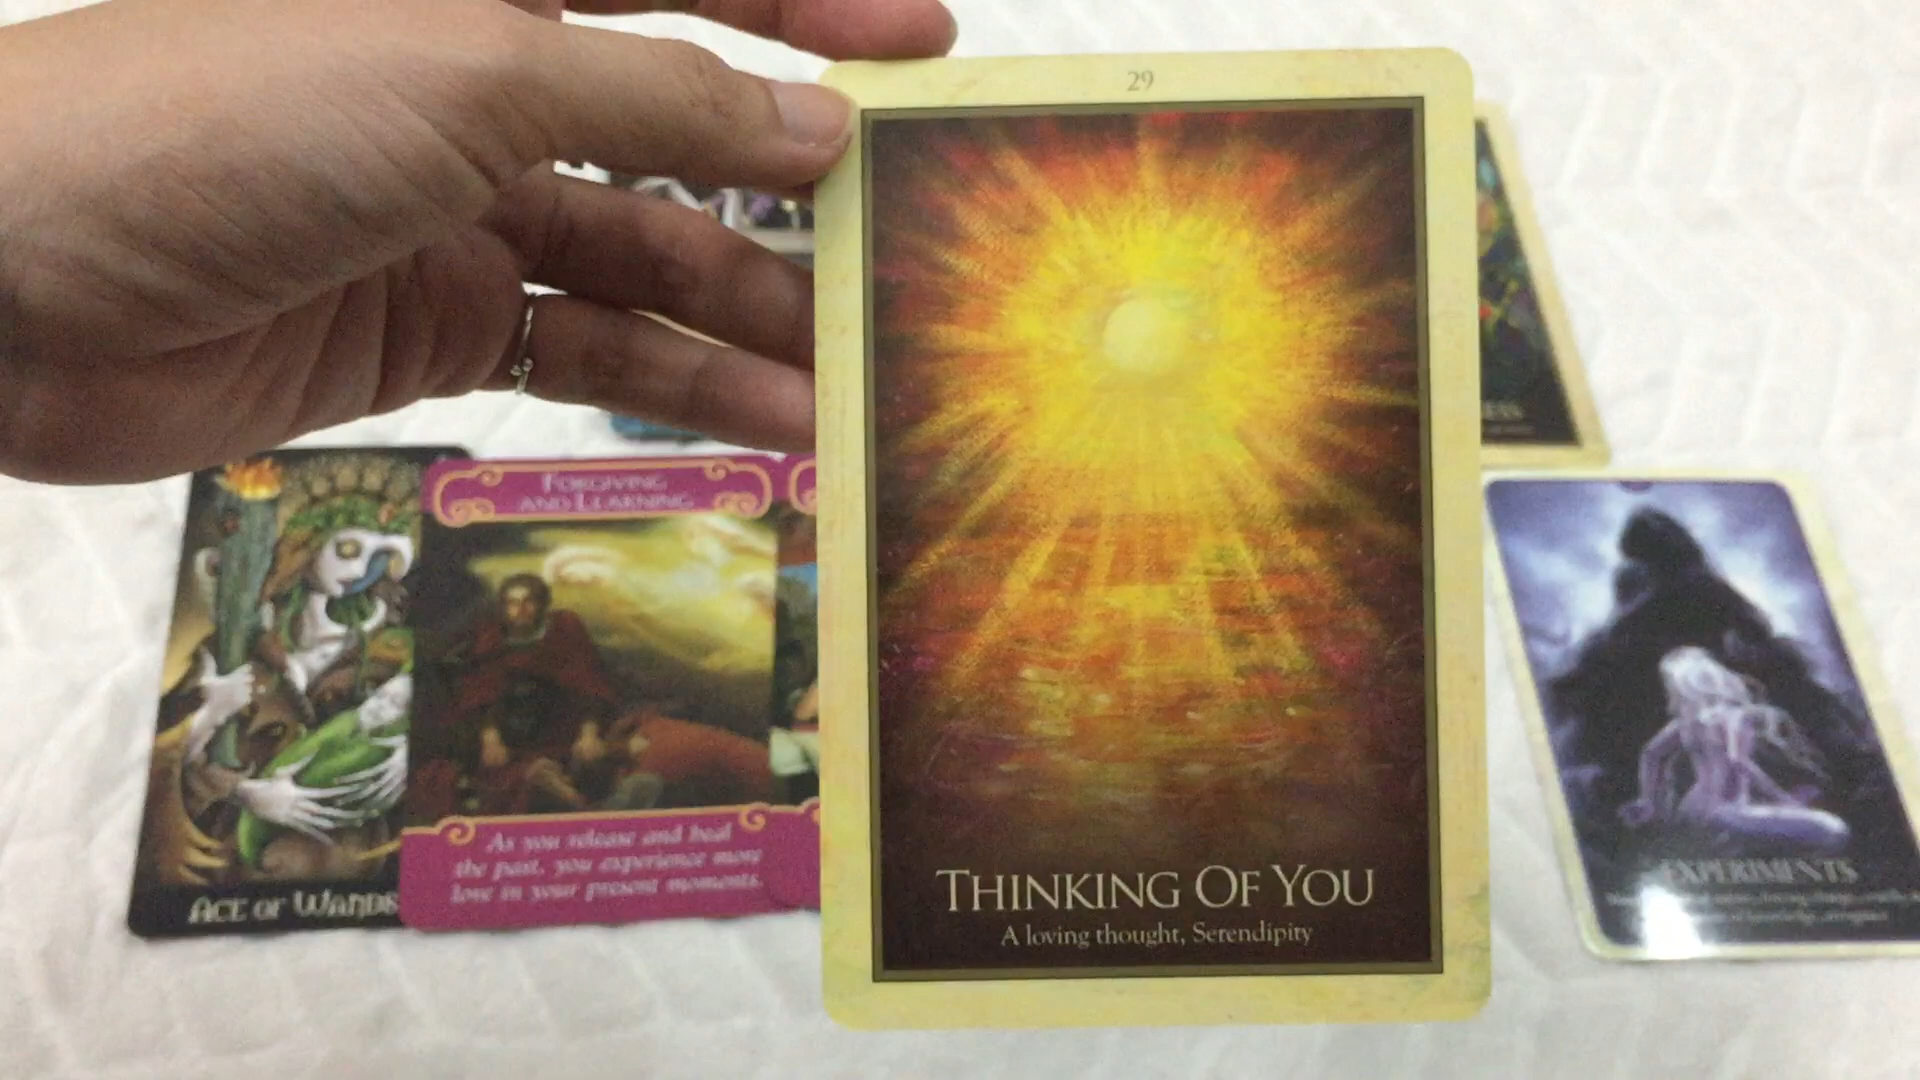 29
THINKING OF YOU
A loving thought, Serendipity
FORGIVING
AND LEARNING
As you release and heal
the past, you experience more
love in your present moments.
ACE OF WANDS
EXPERIMENTS